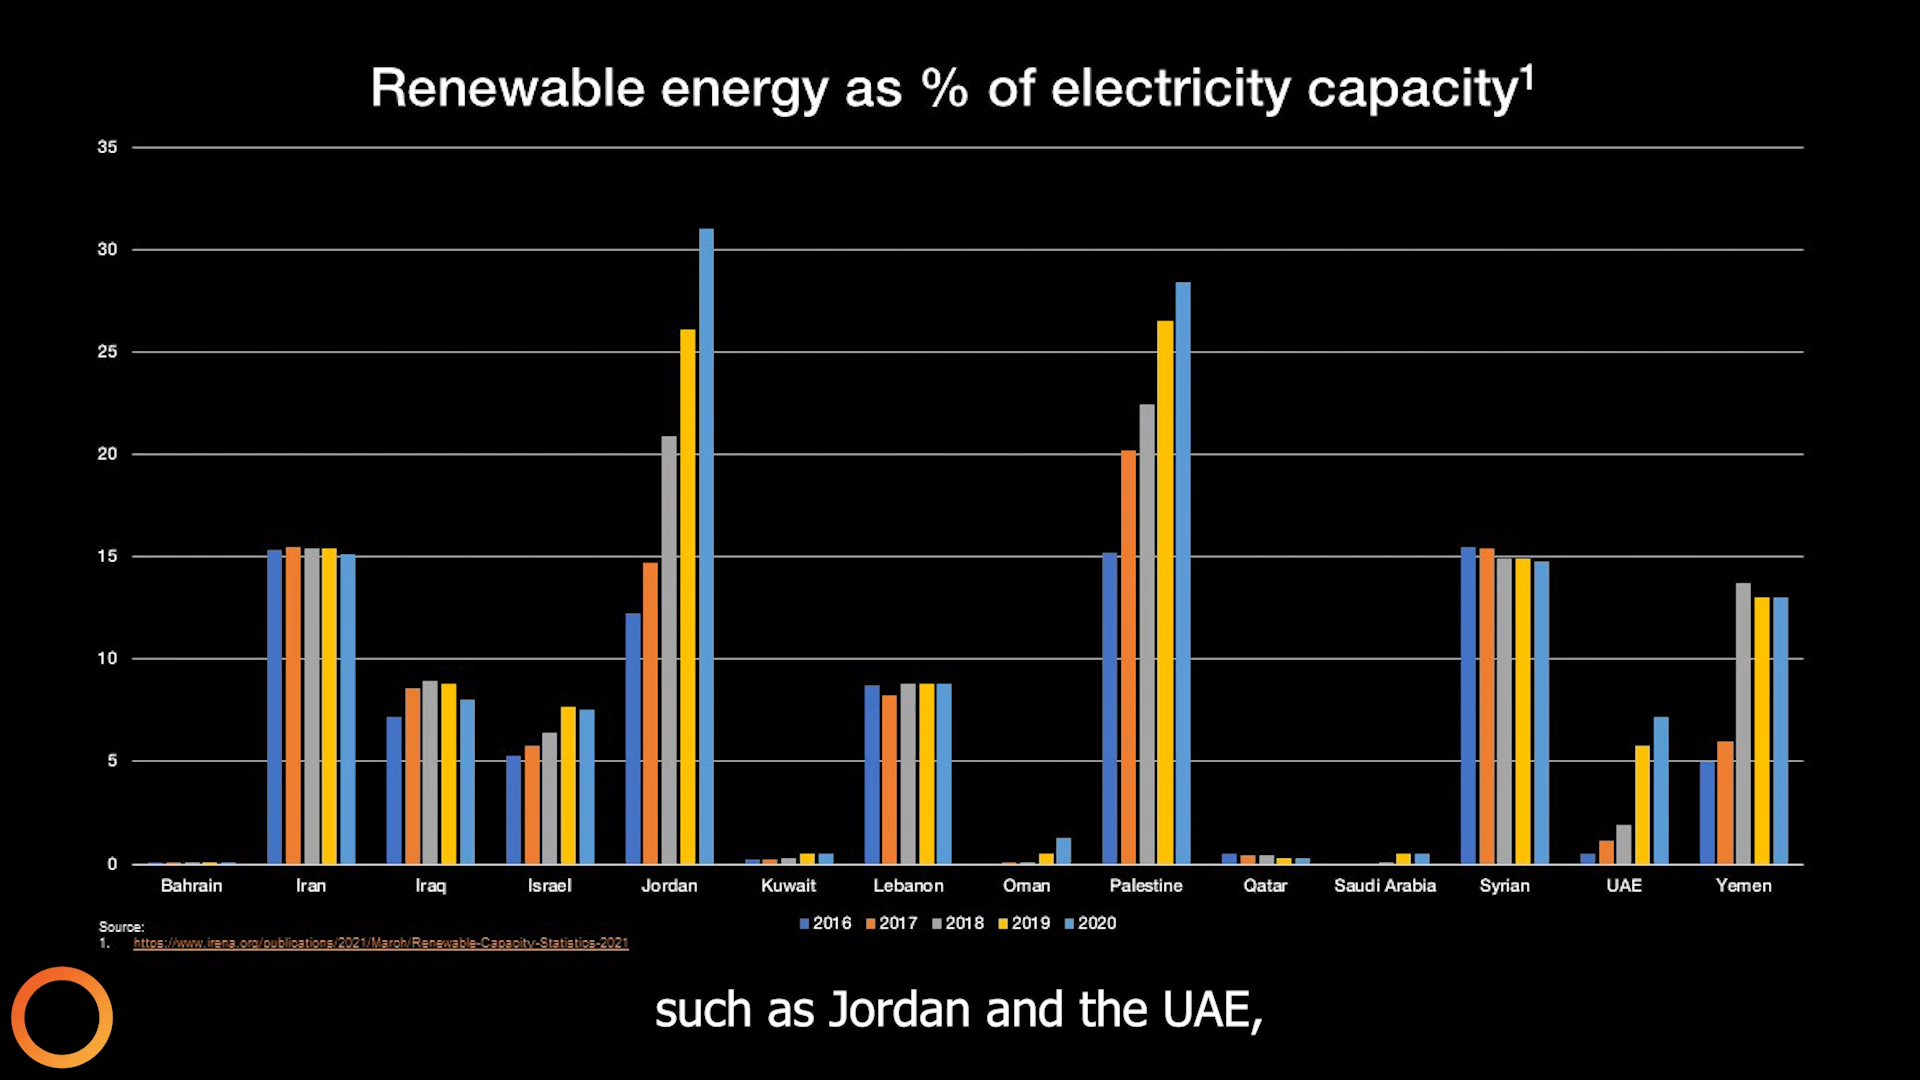 Renewable energy as % of electricity capacity¹
35
30
25
20
15
10
5
0
Bahrain Iran Iraq Israel Jordan Kuwait Lebanon Oman Palestine Qatar Saudi Arabia Syrian UAE Yemen
2016 2017 2018 2019 2020
Source:
1. https://www.irena.org/publications/2021/March/Renewable-Capacity-Statistics-2021
such as Jordan and the UAE,